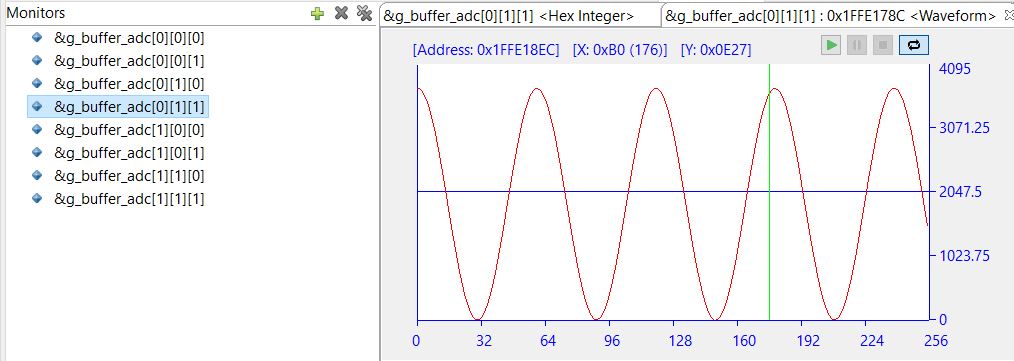 Monitors
&g_buffer_adc[0][0][0]
&g_buffer_adc[0][0][1]
&g_buffer_adc[0][1][0]
&g_buffer_adc[0][1][1]
&g_buffer_adc[1][0][0]
&g_buffer_adc[1][0][1]
&g_buffer_adc[1][1][0]
&g_buffer_adc[1][1][1]
&g_buffer_adc[0][1][1] <Hex Integer>
&g_buffer_adc[0][1][1] : 0x1FFE178C <Waveform>
[Address: 0x1FFE18EC] [X: 0xB0 (176)] [Y: 0x0E27]
4095
3071.25
2047.5
1023.75
0
0 32 64 96 128 160 192 224 256